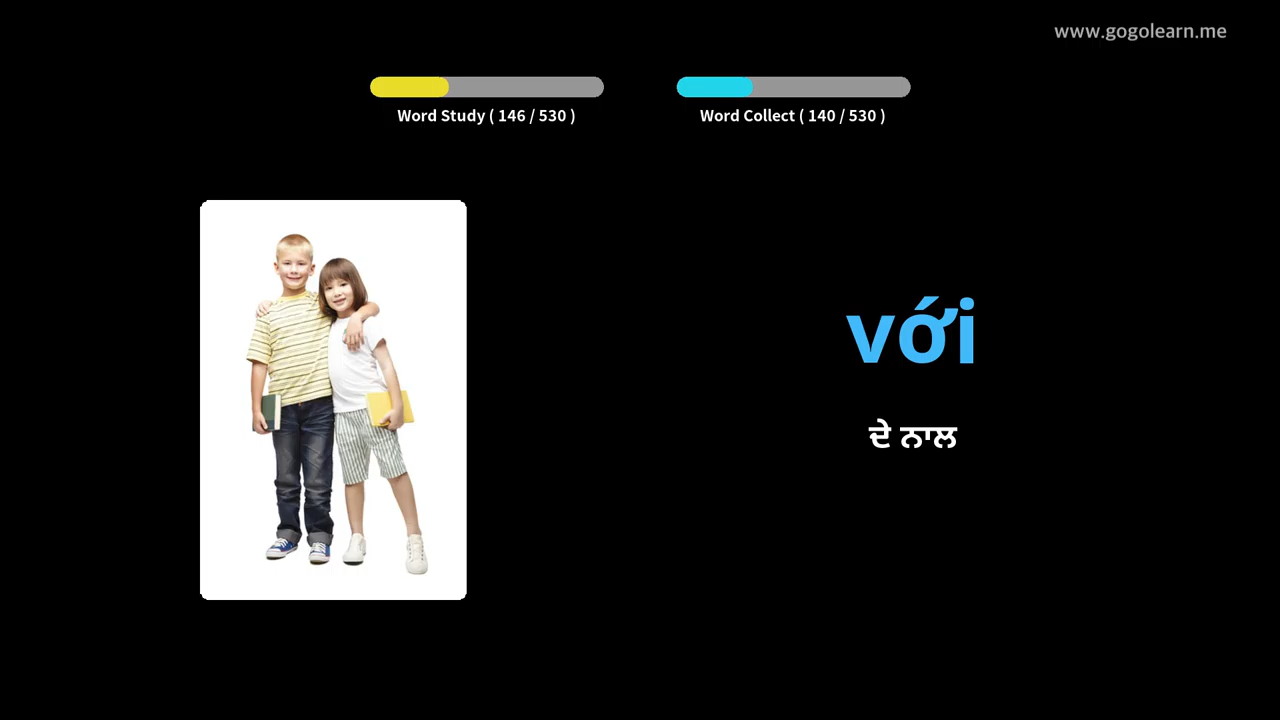 www.gogolearn.me
Word Study ( 146 / 530 )
Word Collect ( 140 / 530 )
với
ਦੇ ਨਾਲ